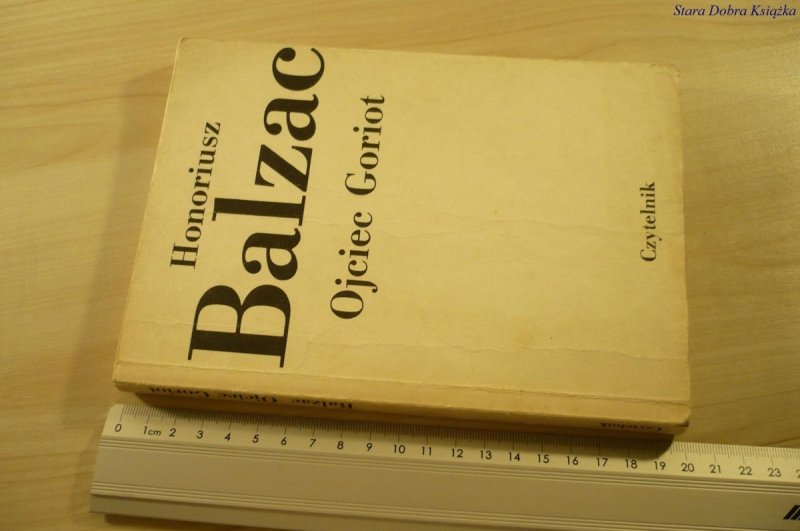 Stara Dobra Książka
Honoriusz
Balzac
Ojciec Goriot
Czytelnik
Balzac Ojciec Goriot
Czytelnik
0 1cm 2 3 4 5 6 7 8 9 10 11 12 13 14 15 16 17 18 19 20 21 22 23